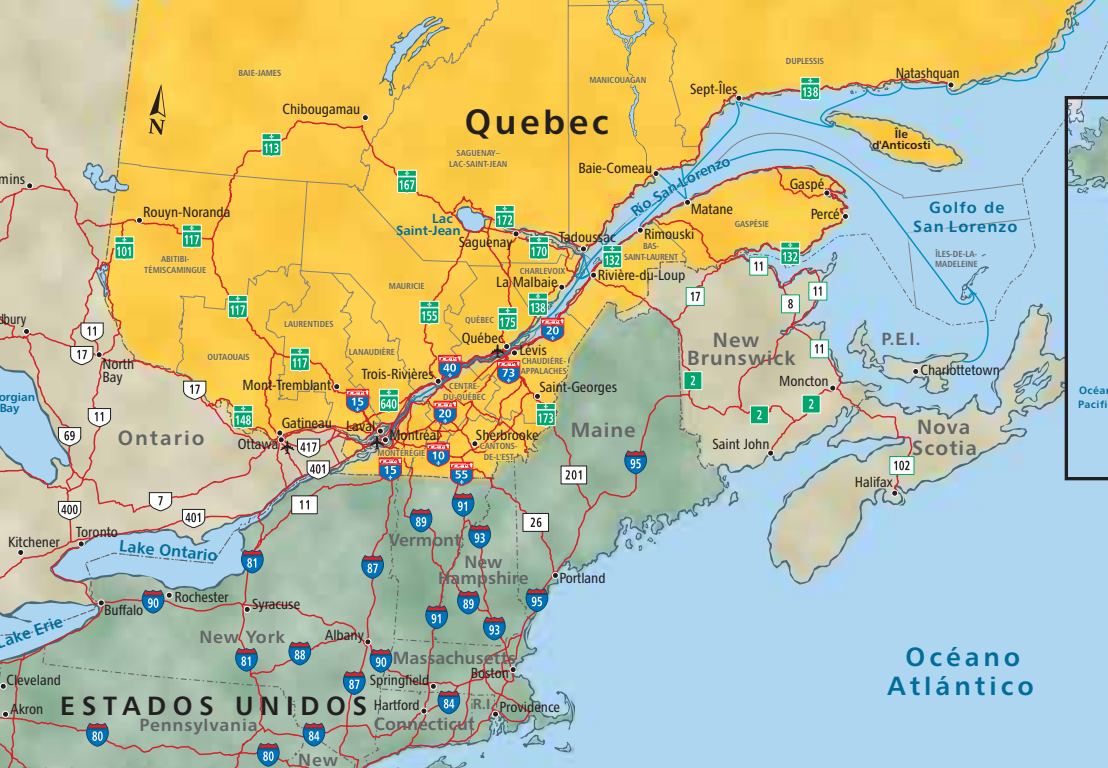 BAIE-JAMES
DUPLESSIS
MANICOUAGAN
Natashquan
Sept-Îles
138
Chibougamau
N
Quebec
113
SAGUENAY–
LAC-SAINT-JEAN
Île
d'Anticosti
Baie-Comeau
167
Río San Lorenzo
Gaspé
Rouyn-Noranda
Lac
Saint-Jean
172
Matane
Percé
Golfo de
San Lorenzo
GASPÉSIE
101
117
Saguenay
170
Tadoussac
Rimouski
BAS-
SAINT-LAURENT
132
132
ÎLES-DE-LA-
MADELEINE
ABITIBI-
TÉMISCAMINGUE
CHARLEVOIX
Rivière-du-Loup
11
MAURICIE
La Malbaie
17
8
11
117
155
138
175
LAURENTIDES
QUÉBEC
20
11
Québec
New
Brunswick
P.E.I.
11
17
OUTAOUAIS
117
LANAUDIÈRE
Levis
North
Bay
Trois-Rivières
40
73
CHAUDIÈRE-
APPALACHES
Charlottetown
Mont-Tremblant
CENTRE-
DU-QUÉBEC
Saint-Georges
2
Moncton
17
15
640
20
173
2
2
11
148
Gatineau
Laval
Nova
Scotia
69
Ontario
Ottawa
417
Montreal
Sherbrooke
Maine
Saint John
MONTÉRÉGIE
10
CANTONS-
DE-L'EST
401
15
55
201
95
102
Halifax
400
7
11
91
401
89
26
Kitchener
Toronto
Vermont
93
Lake Ontario
81
87
New
Hampshire
Portland
90
Rochester
Buffalo
Syracuse
89
95
91
93
Lake Erie
New York
Albany
81
88
90
Massachusetts
Boston
Océano
Atlántico
Cleveland
87
Springfield
84
Akron
ESTADOS UNIDOS
Hartford
R.I.
Providence
Pennsylvania
Connecticut
80
84
80
New